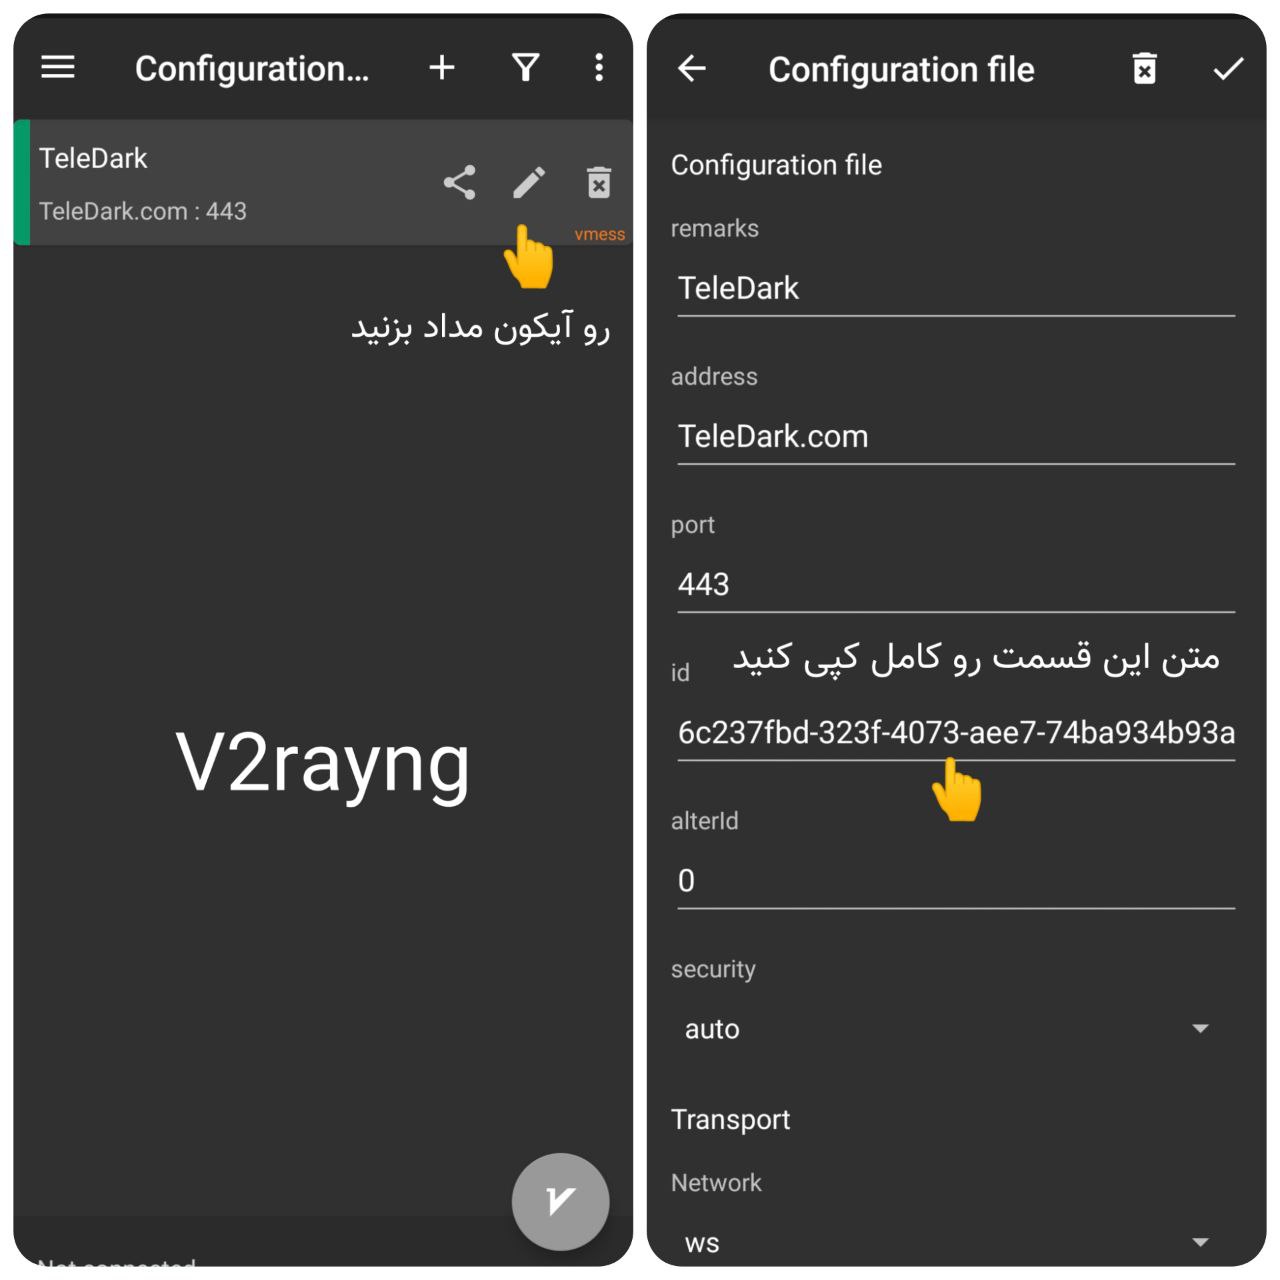 Configuration...
TeleDark
TeleDark.com : 443
vmess
رو آیکون مداد بزنید
V2rayng
Not connected
Configuration file
Configuration file
remarks
TeleDark
address
TeleDark.com
port
443
id
متن این قسمت رو کامل کپی کنید
6c237fbd-323f-4073-aee7-74ba934b93a
alterId
0
security
auto
Transport
Network
ws